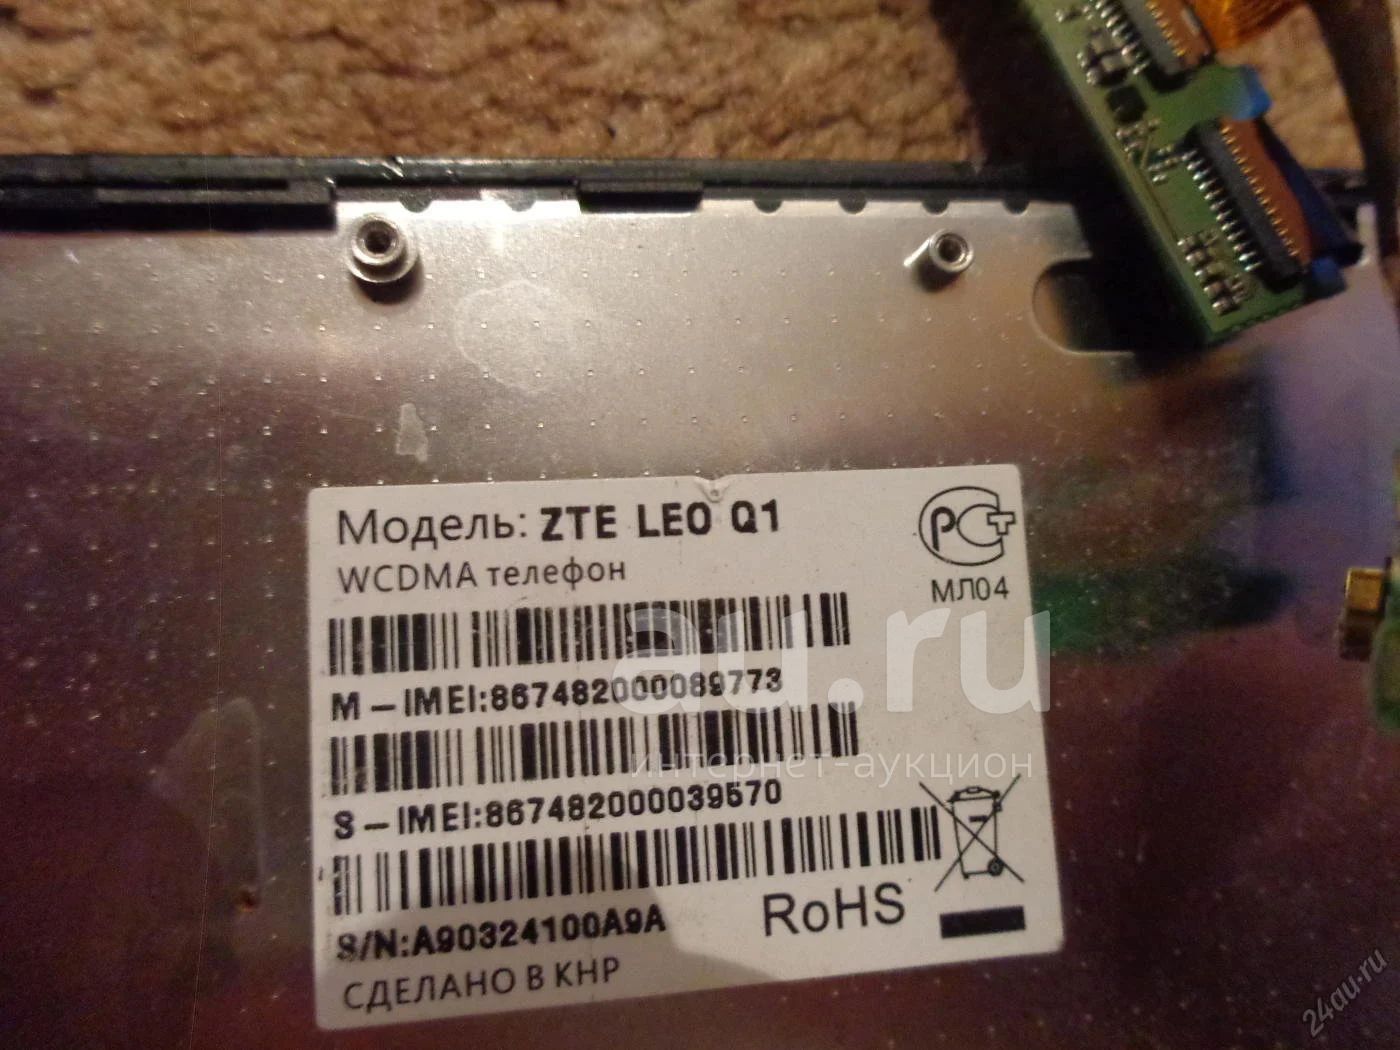 Модель: ZTE LEO Q1
WCDMA телефон
РСТ
МЛ04
M-IMEI:867482000089773
S-IMEI:867482000039570
S/N:A90324100A9A
RoHS
СДЕЛАНО В КНР
au.ru
интернет-аукцион
24au.ru